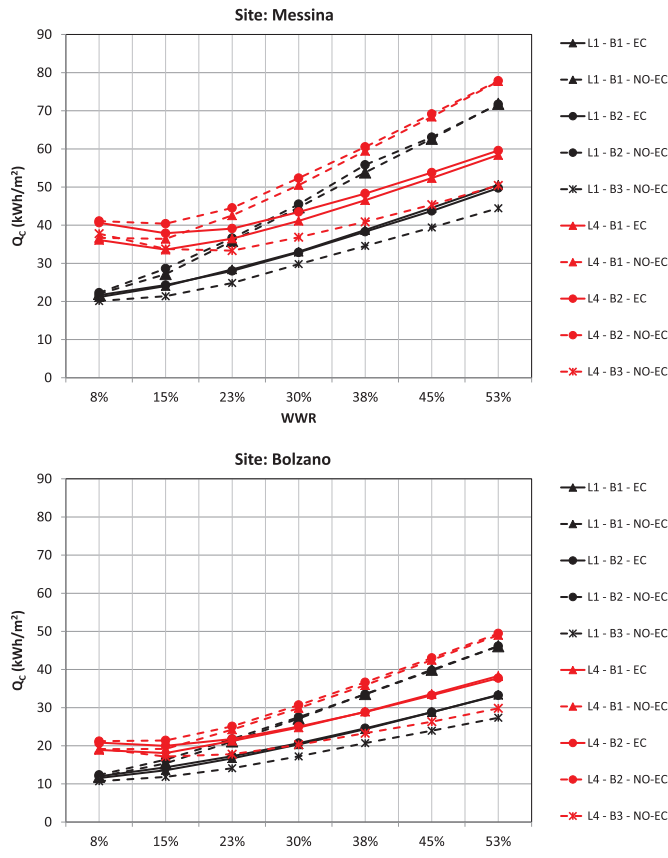 Site: Messina
90
80
70
60
50
40
30
20
10
0
Q_C (kWh/m²)
8% 15% 23% 30% 38% 45% 53%
WWR
L1 - B1 - EC
L1 - B1 - NO-EC
L1 - B2 - EC
L1 - B2 - NO-EC
L1 - B3 - NO-EC
L4 - B1 - EC
L4 - B1 - NO-EC
L4 - B2 - EC
L4 - B2 - NO-EC
L4 - B3 - NO-EC
Site: Bolzano
90
80
70
60
50
40
30
20
10
0
Q_C (kWh/m²)
8% 15% 23% 30% 38% 45% 53%
L1 - B1 - EC
L1 - B1 - NO-EC
L1 - B2 - EC
L1 - B2 - NO-EC
L1 - B3 - NO-EC
L4 - B1 - EC
L4 - B1 - NO-EC
L4 - B2 - EC
L4 - B2 - NO-EC
L4 - B3 - NO-EC